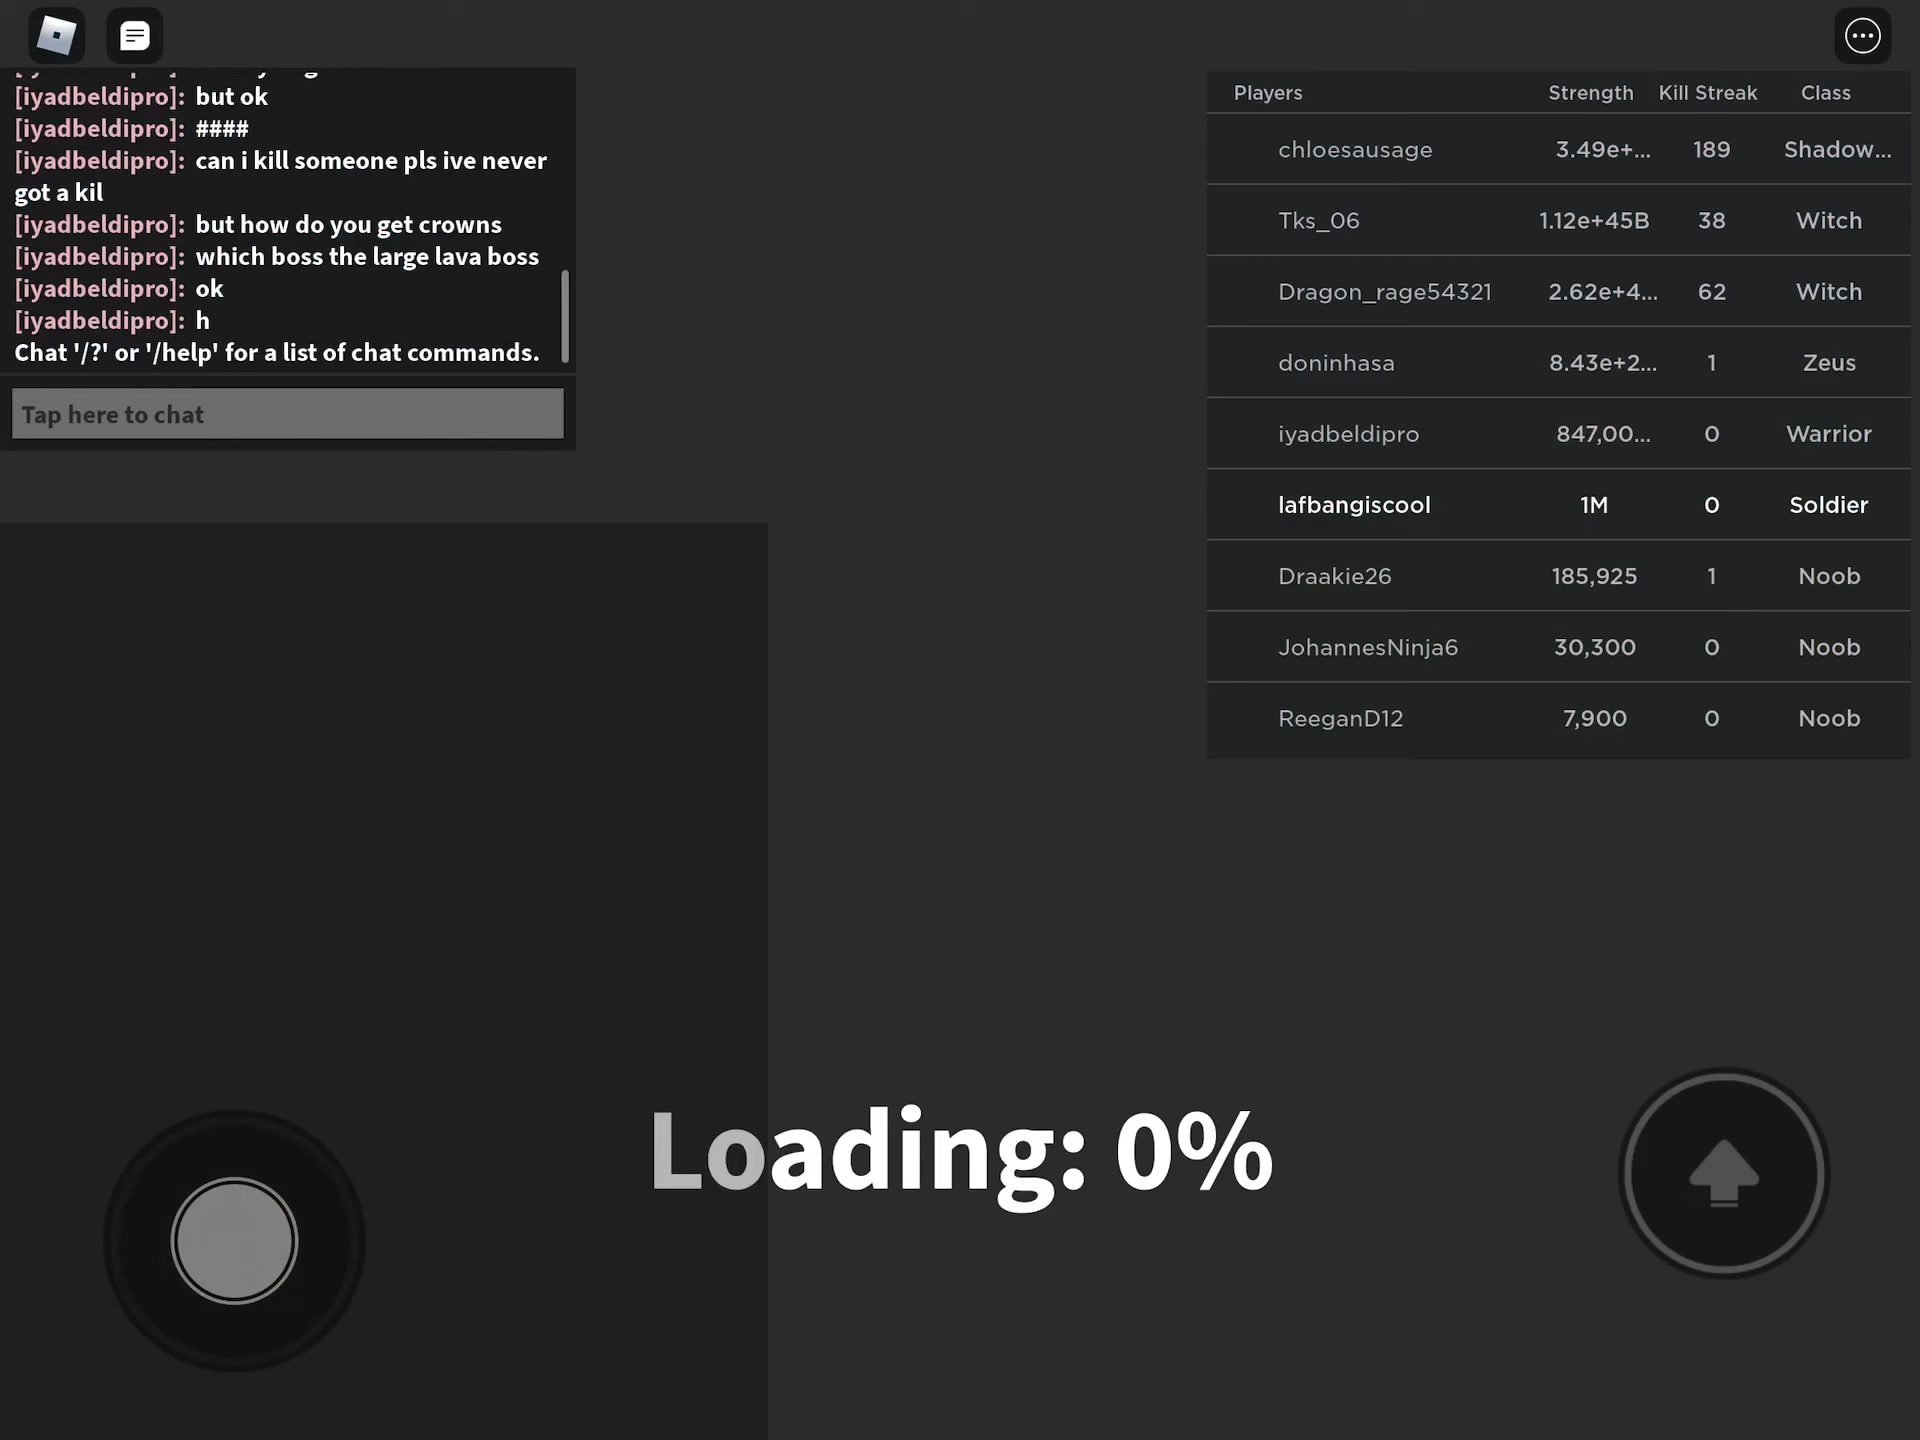 [iyadbeldipro]: but ok
[iyadbeldipro]: ####
[iyadbeldipro]: can i kill someone pls ive never
got a kil
[iyadbeldipro]: but how do you get crowns
[iyadbeldipro]: which boss the large lava boss
[iyadbeldipro]: ok
[iyadbeldipro]: h
Chat '/?' or '/help' for a list of chat commands.
Tap here to chat
Players Strength Kill Streak Class
chloesausage 3.49e+... 189 Shadow...
Tks_06 1.12e+45B 38 Witch
Dragon_rage54321 2.62e+4... 62 Witch
doninhasa 8.43e+2... 1 Zeus
iyadbeldipro 847,00... 0 Warrior
lafbangiscool 1M 0 Soldier
Draakie26 185,925 1 Noob
JohannesNinja6 30,300 0 Noob
ReeganD12 7,900 0 Noob
Loading: 0%